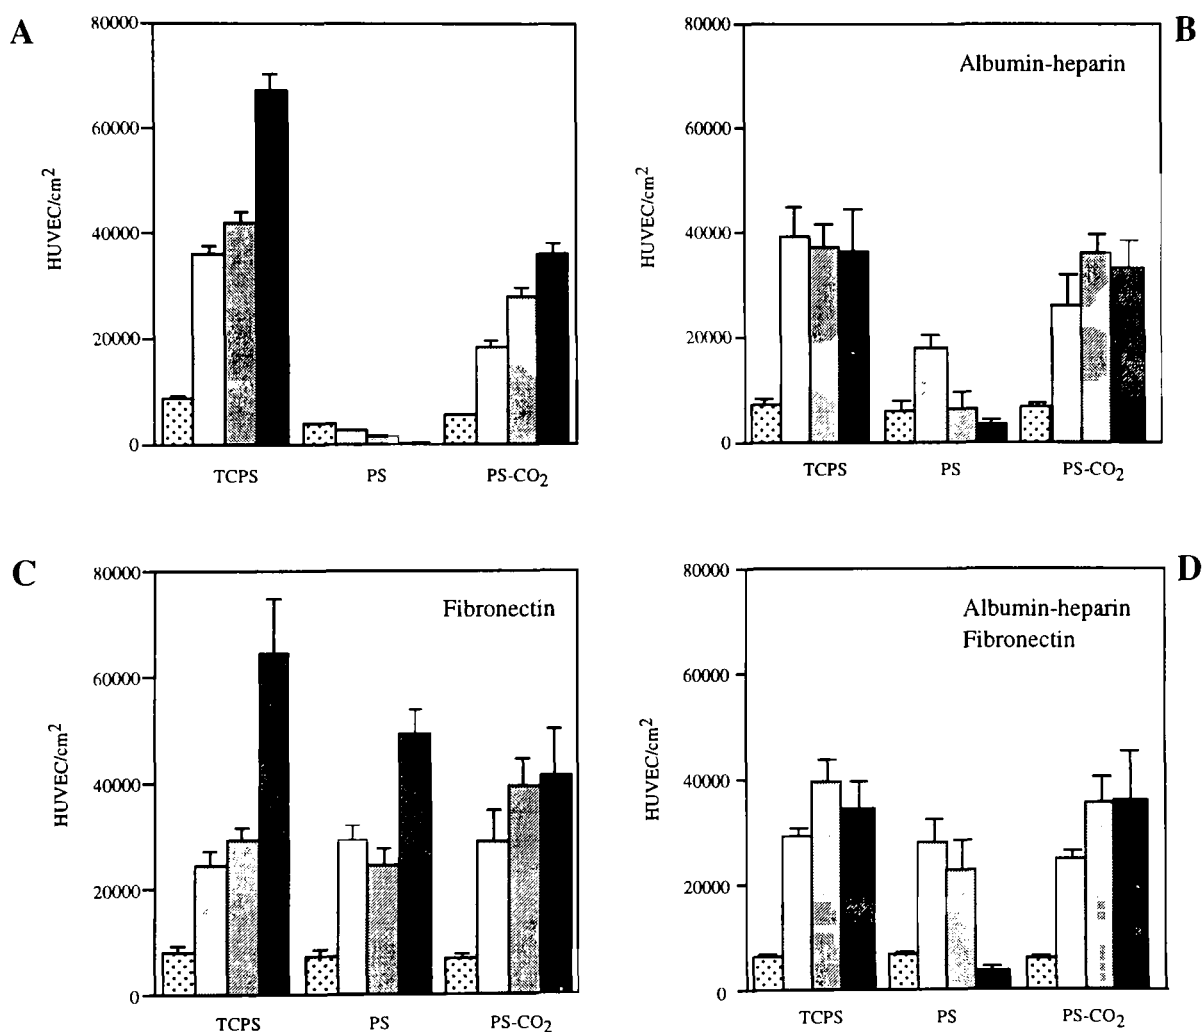 A
80000
60000
40000
20000
0
HUVEC/cm²
TCPS PS PS-CO₂
B
Albumin-heparin
80000
60000
40000
20000
0
HUVEC/cm²
TCPS PS PS-CO₂
C
Fibronectin
80000
60000
40000
20000
0
HUVEC/cm²
TCPS PS PS-CO₂
D
Albumin-heparin
Fibronectin
80000
60000
40000
20000
0
HUVEC/cm²
TCPS PS PS-CO₂